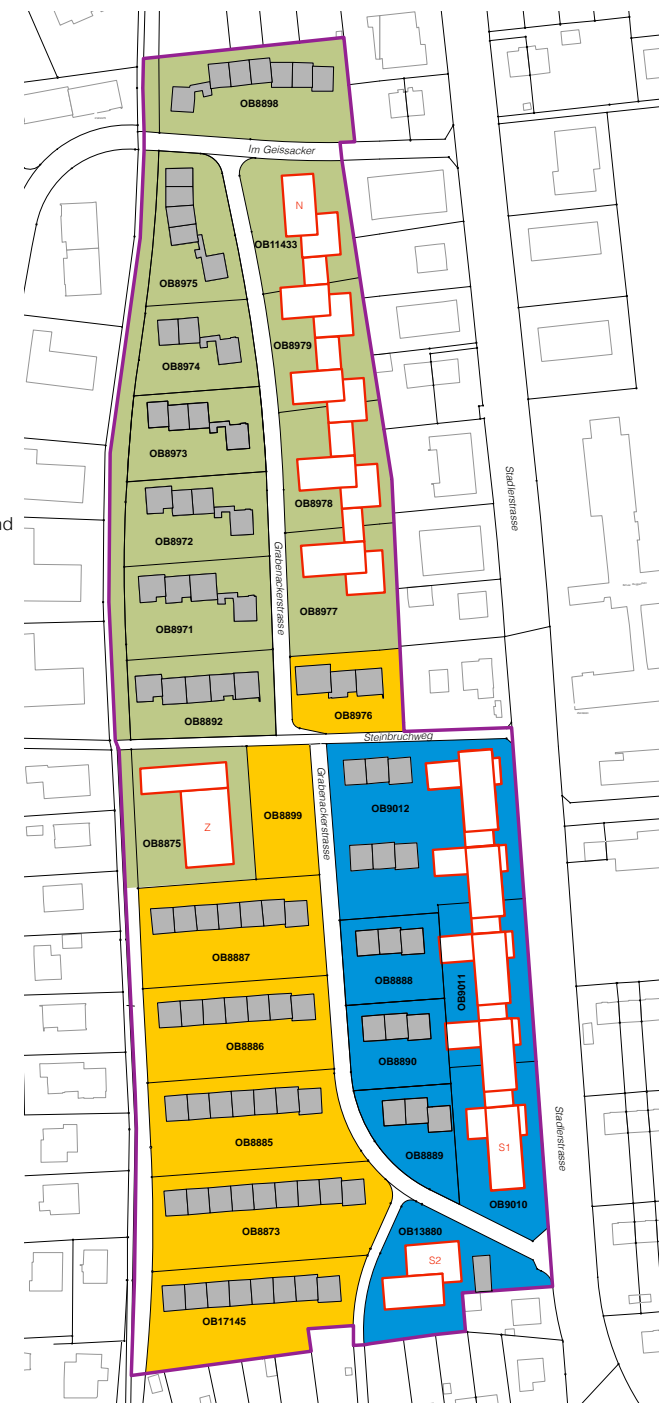 OB8898
Im Geissacker
N
OB11433
OB8975
OB8979
OB8974
OB8973
OB8978
Stadlerstrasse
nd
OB8972
Grabenackerstrasse
OB8977
OB8971
OB8976
OB8892
Steinbruchweg
Grabenackerstrasse
OB9012
OB8899
Z
OB8875
OB8887
OB8888
OB9011
OB8886
OB8890
OB8885
OB8889
Stadlerstrasse
S1
OB9010
OB8873
OB13880
S2
OB17145